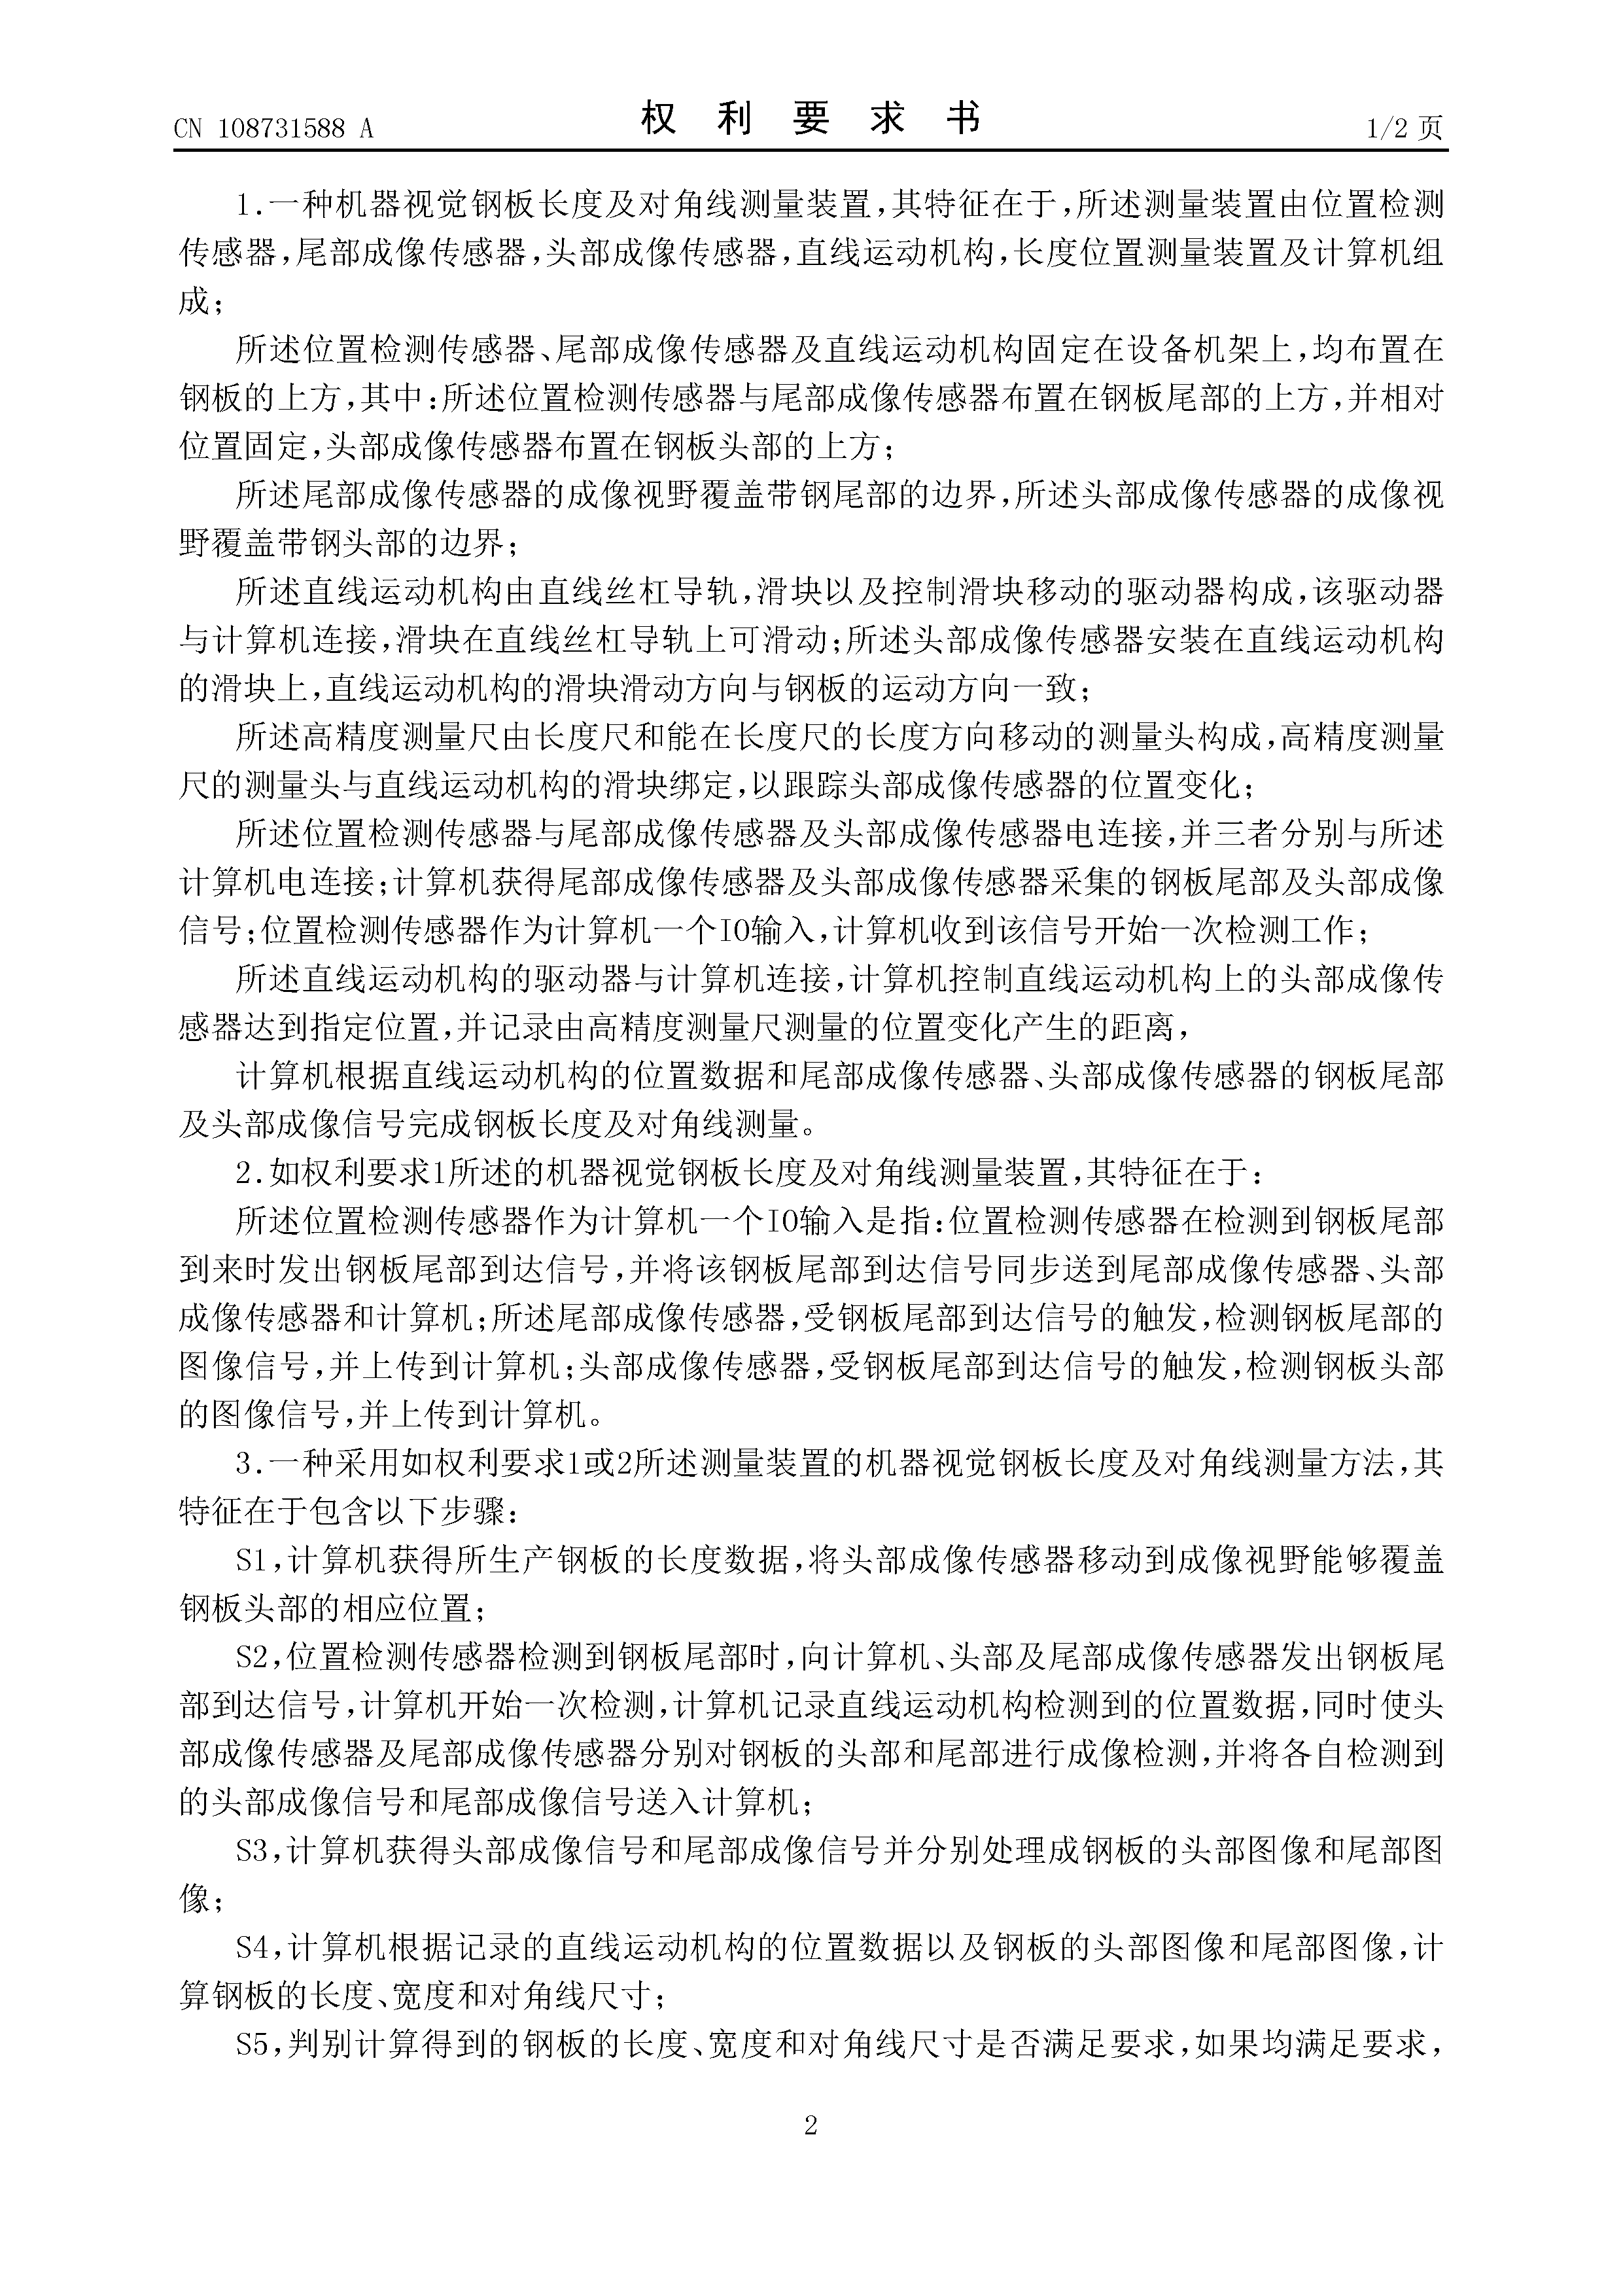 CN 108731588 A
权利要求书
1/2 页
1.一种机器视觉钢板长度及对角线测量装置,其特征在于,所述测量装置由位置检测
传感器,尾部成像传感器,头部成像传感器,直线运动机构,长度位置测量装置及计算机组
成;
所述位置检测传感器、尾部成像传感器及直线运动机构固定在设备机架上,均布置在
钢板的上方,其中:所述位置检测传感器与尾部成像传感器布置在钢板尾部的上方,并相对
位置固定,头部成像传感器布置在钢板头部的上方;
所述尾部成像传感器的成像视野覆盖带钢尾部的边界,所述头部成像传感器的成像视
野覆盖带钢头部的边界;
所述直线运动机构由直线丝杠导轨,滑块以及控制滑块移动的驱动器构成,该驱动器
与计算机连接,滑块在直线丝杠导轨上可滑动;所述头部成像传感器安装在直线运动机构
的滑块上,直线运动机构的滑块滑动方向与钢板的运动方向一致;
所述高精度测量尺由长度尺和能在长度尺的长度方向移动的测量头构成,高精度测量
尺的测量头与直线运动机构的滑块绑定,以跟踪头部成像传感器的位置变化;
所述位置检测传感器与尾部成像传感器及头部成像传感器电连接,并三者分别与所述
计算机电连接;计算机获得尾部成像传感器及头部成像传感器采集的钢板尾部及头部成像
信号;位置检测传感器作为计算机一个IO输入,计算机收到该信号开始一次检测工作;
所述直线运动机构的驱动器与计算机连接,计算机控制直线运动机构上的头部成像传
感器达到指定位置,并记录由高精度测量尺测量的位置变化产生的距离,
计算机根据直线运动机构的位置数据和尾部成像传感器、头部成像传感器的钢板尾部
及头部成像信号完成钢板长度及对角线测量。
2.如权利要求1所述的机器视觉钢板长度及对角线测量装置,其特征在于:
所述位置检测传感器作为计算机一个IO输入是指:位置检测传感器在检测到钢板尾部
到来时发出钢板尾部到达信号,并将该钢板尾部到达信号同步送到尾部成像传感器、头部
成像传感器和计算机;所述尾部成像传感器,受钢板尾部到达信号的触发,检测钢板尾部的
图像信号,并上传到计算机;头部成像传感器,受钢板尾部到达信号的触发,检测钢板头部
的图像信号,并上传到计算机。
3.一种采用如权利要求1或2所述测量装置的机器视觉钢板长度及对角线测量方法,其
特征在于包含以下步骤:
S1,计算机获得所生产钢板的长度数据,将头部成像传感器移动到成像视野能够覆盖
钢板头部的相应位置;
S2,位置检测传感器检测到钢板尾部时,向计算机、头部及尾部成像传感器发出钢板尾
部到达信号,计算机开始一次检测,计算机记录直线运动机构检测到的位置数据,同时使头
部成像传感器及尾部成像传感器分别对钢板的头部和尾部进行成像检测,并将各自检测到
的头部成像信号和尾部成像信号送入计算机;
S3,计算机获得头部成像信号和尾部成像信号并分别处理成钢板的头部图像和尾部图
像;
S4,计算机根据记录的直线运动机构的位置数据以及钢板的头部图像和尾部图像,计
算钢板的长度、宽度和对角线尺寸;
S5,判别计算得到的钢板的长度、宽度和对角线尺寸是否满足要求,如果均满足要求,
2